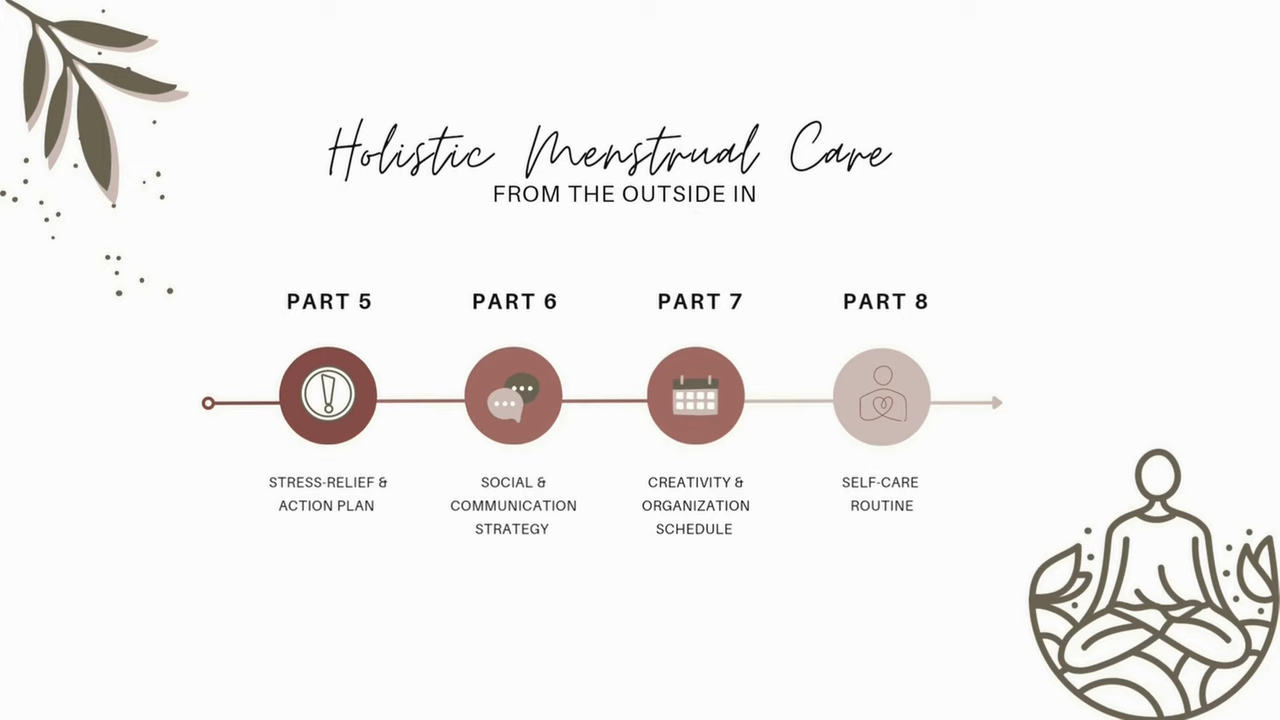 Holistic Menstrual Care
FROM THE OUTSIDE IN
PART 5
PART 6
PART 7
PART 8
STRESS-RELIEF &
ACTION PLAN
SOCIAL &
COMMUNICATION
STRATEGY
CREATIVITY &
ORGANIZATION
SCHEDULE
SELF-CARE
ROUTINE